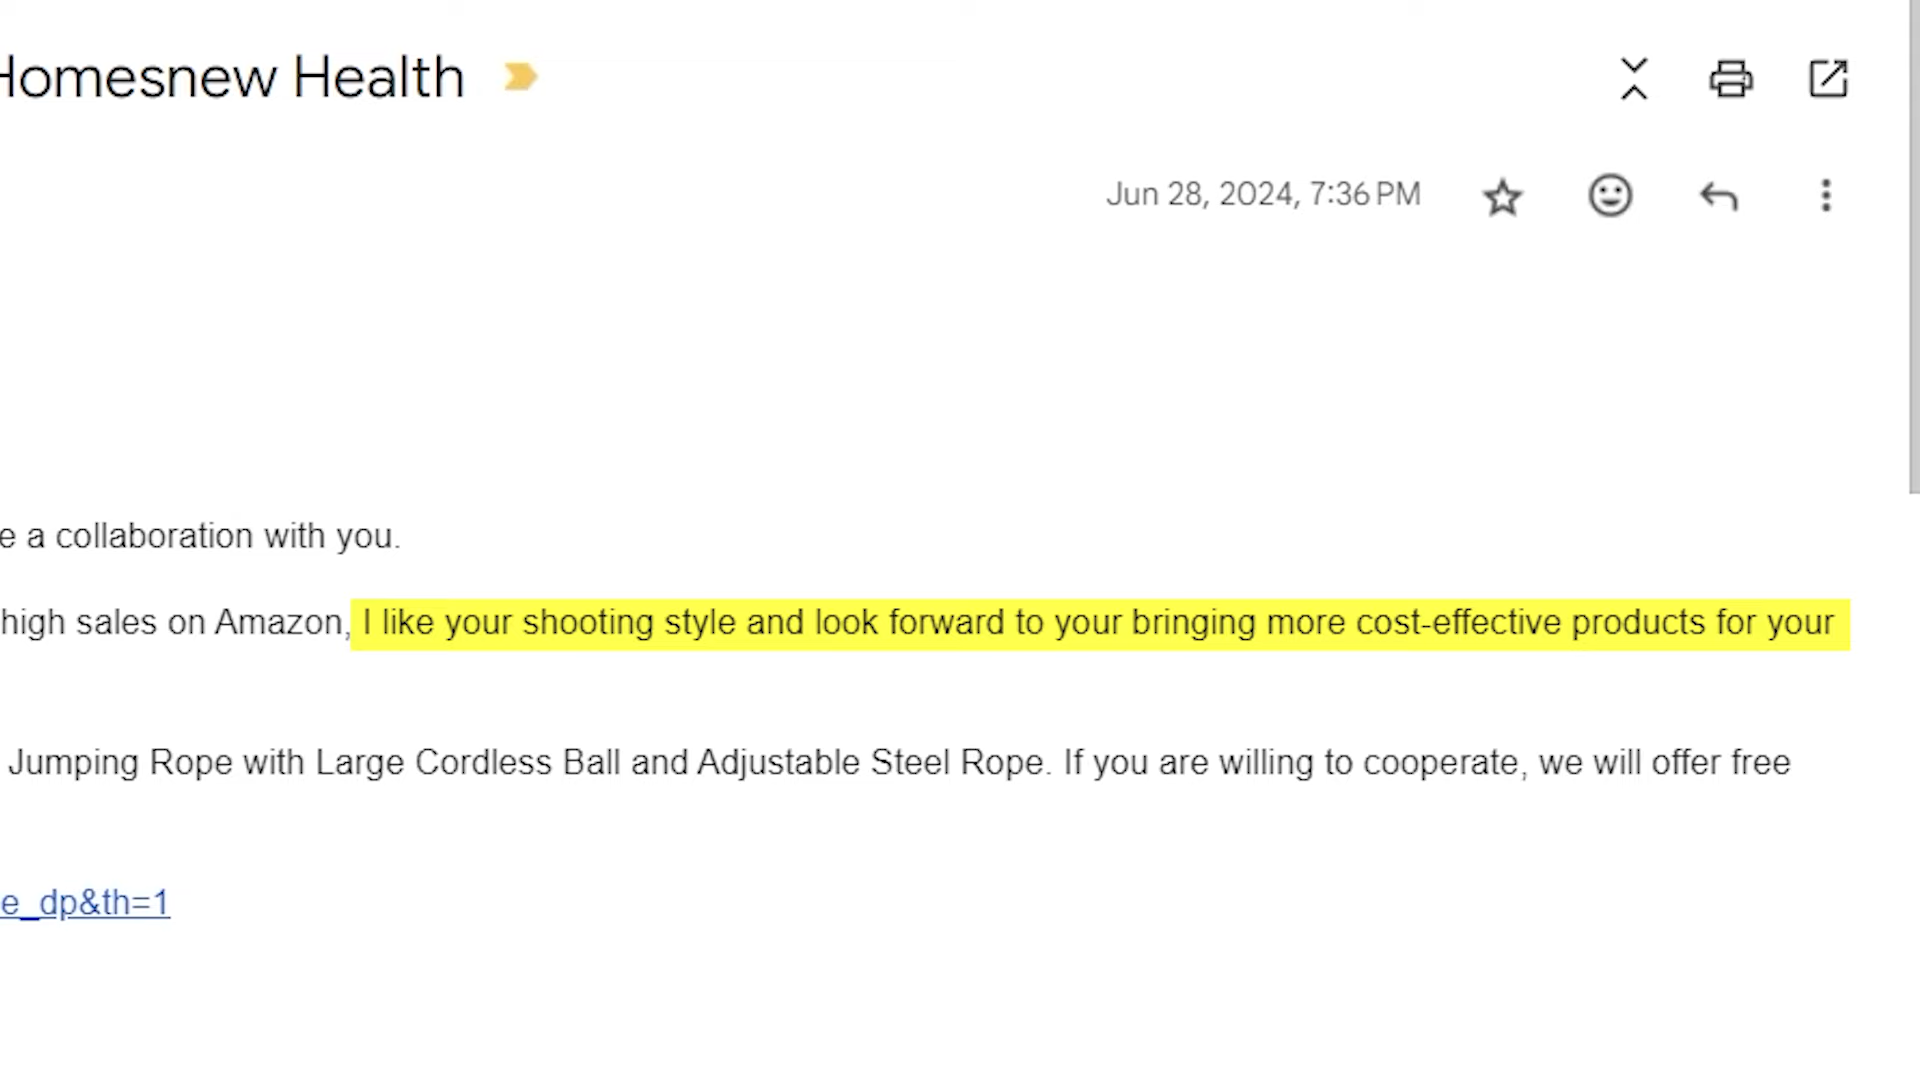 Homesnew Health
Jun 28, 2024, 7:36 PM
e a collaboration with you.
high sales on Amazon, I like your shooting style and look forward to your bringing more cost-effective products for your
Jumping Rope with Large Cordless Ball and Adjustable Steel Rope. If you are willing to cooperate, we will offer free
e_dp&th=1